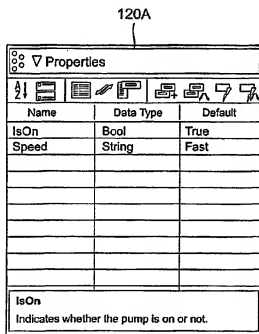 120A
Properties
Name Data Type Default
IsOn Bool True
Speed String Fast
IsOn
Indicates whether the pump is on or not.